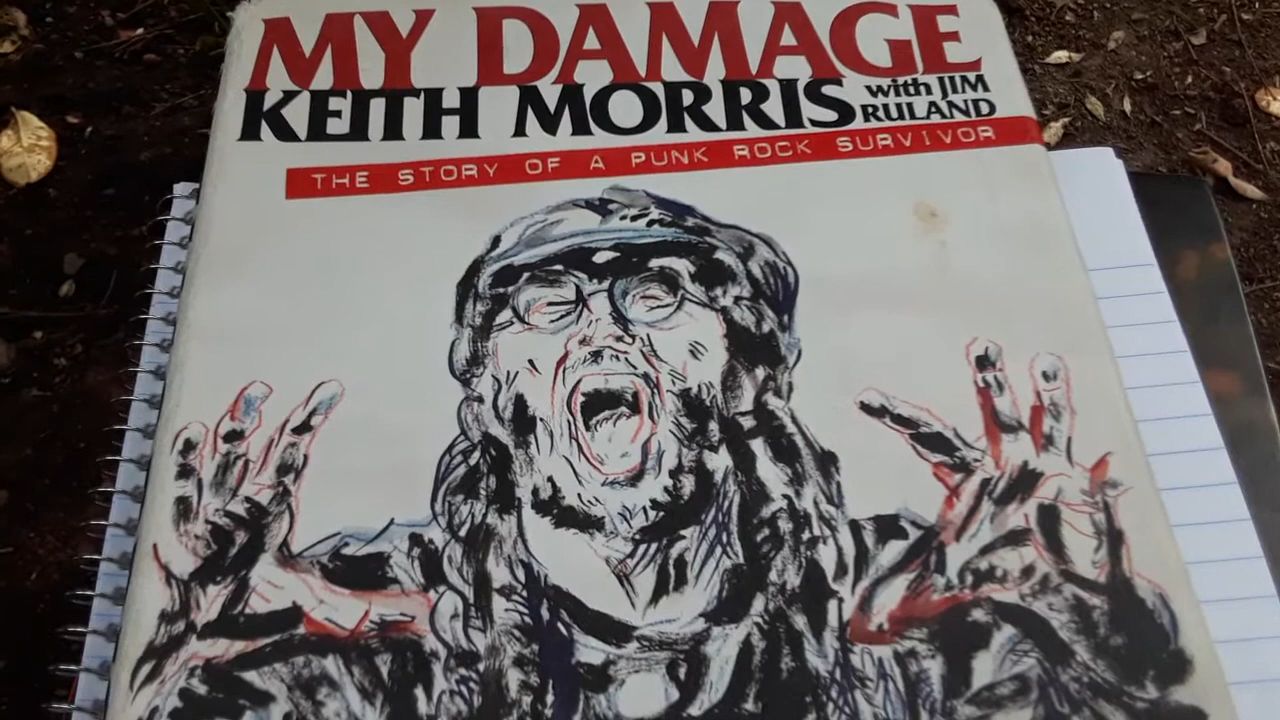 MY DAMAGE
KEITH MORRIS with JIM
RULAND
THE STORY OF A PUNK ROCK SURVIVOR